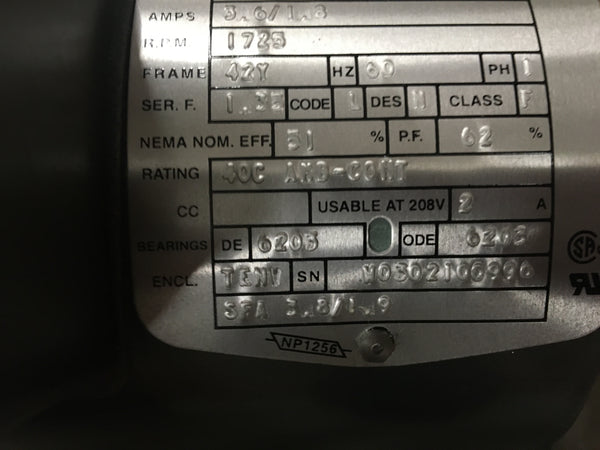 AMPS 3.6/1.8
R.P.M 1725
FRAME 42Y HZ 60 PH 1
SER. F. 1.35 CODE L DES N CLASS F
NEMA NOM. EFF. 51 % P.F. 62 %
RATING 40C AMB-CONT
CC USABLE AT 208V 2 A
BEARINGS DE 6203 ODE 6203
ENCL. TENV SN W0302106996
SFA 3.8/1.9
NP1256